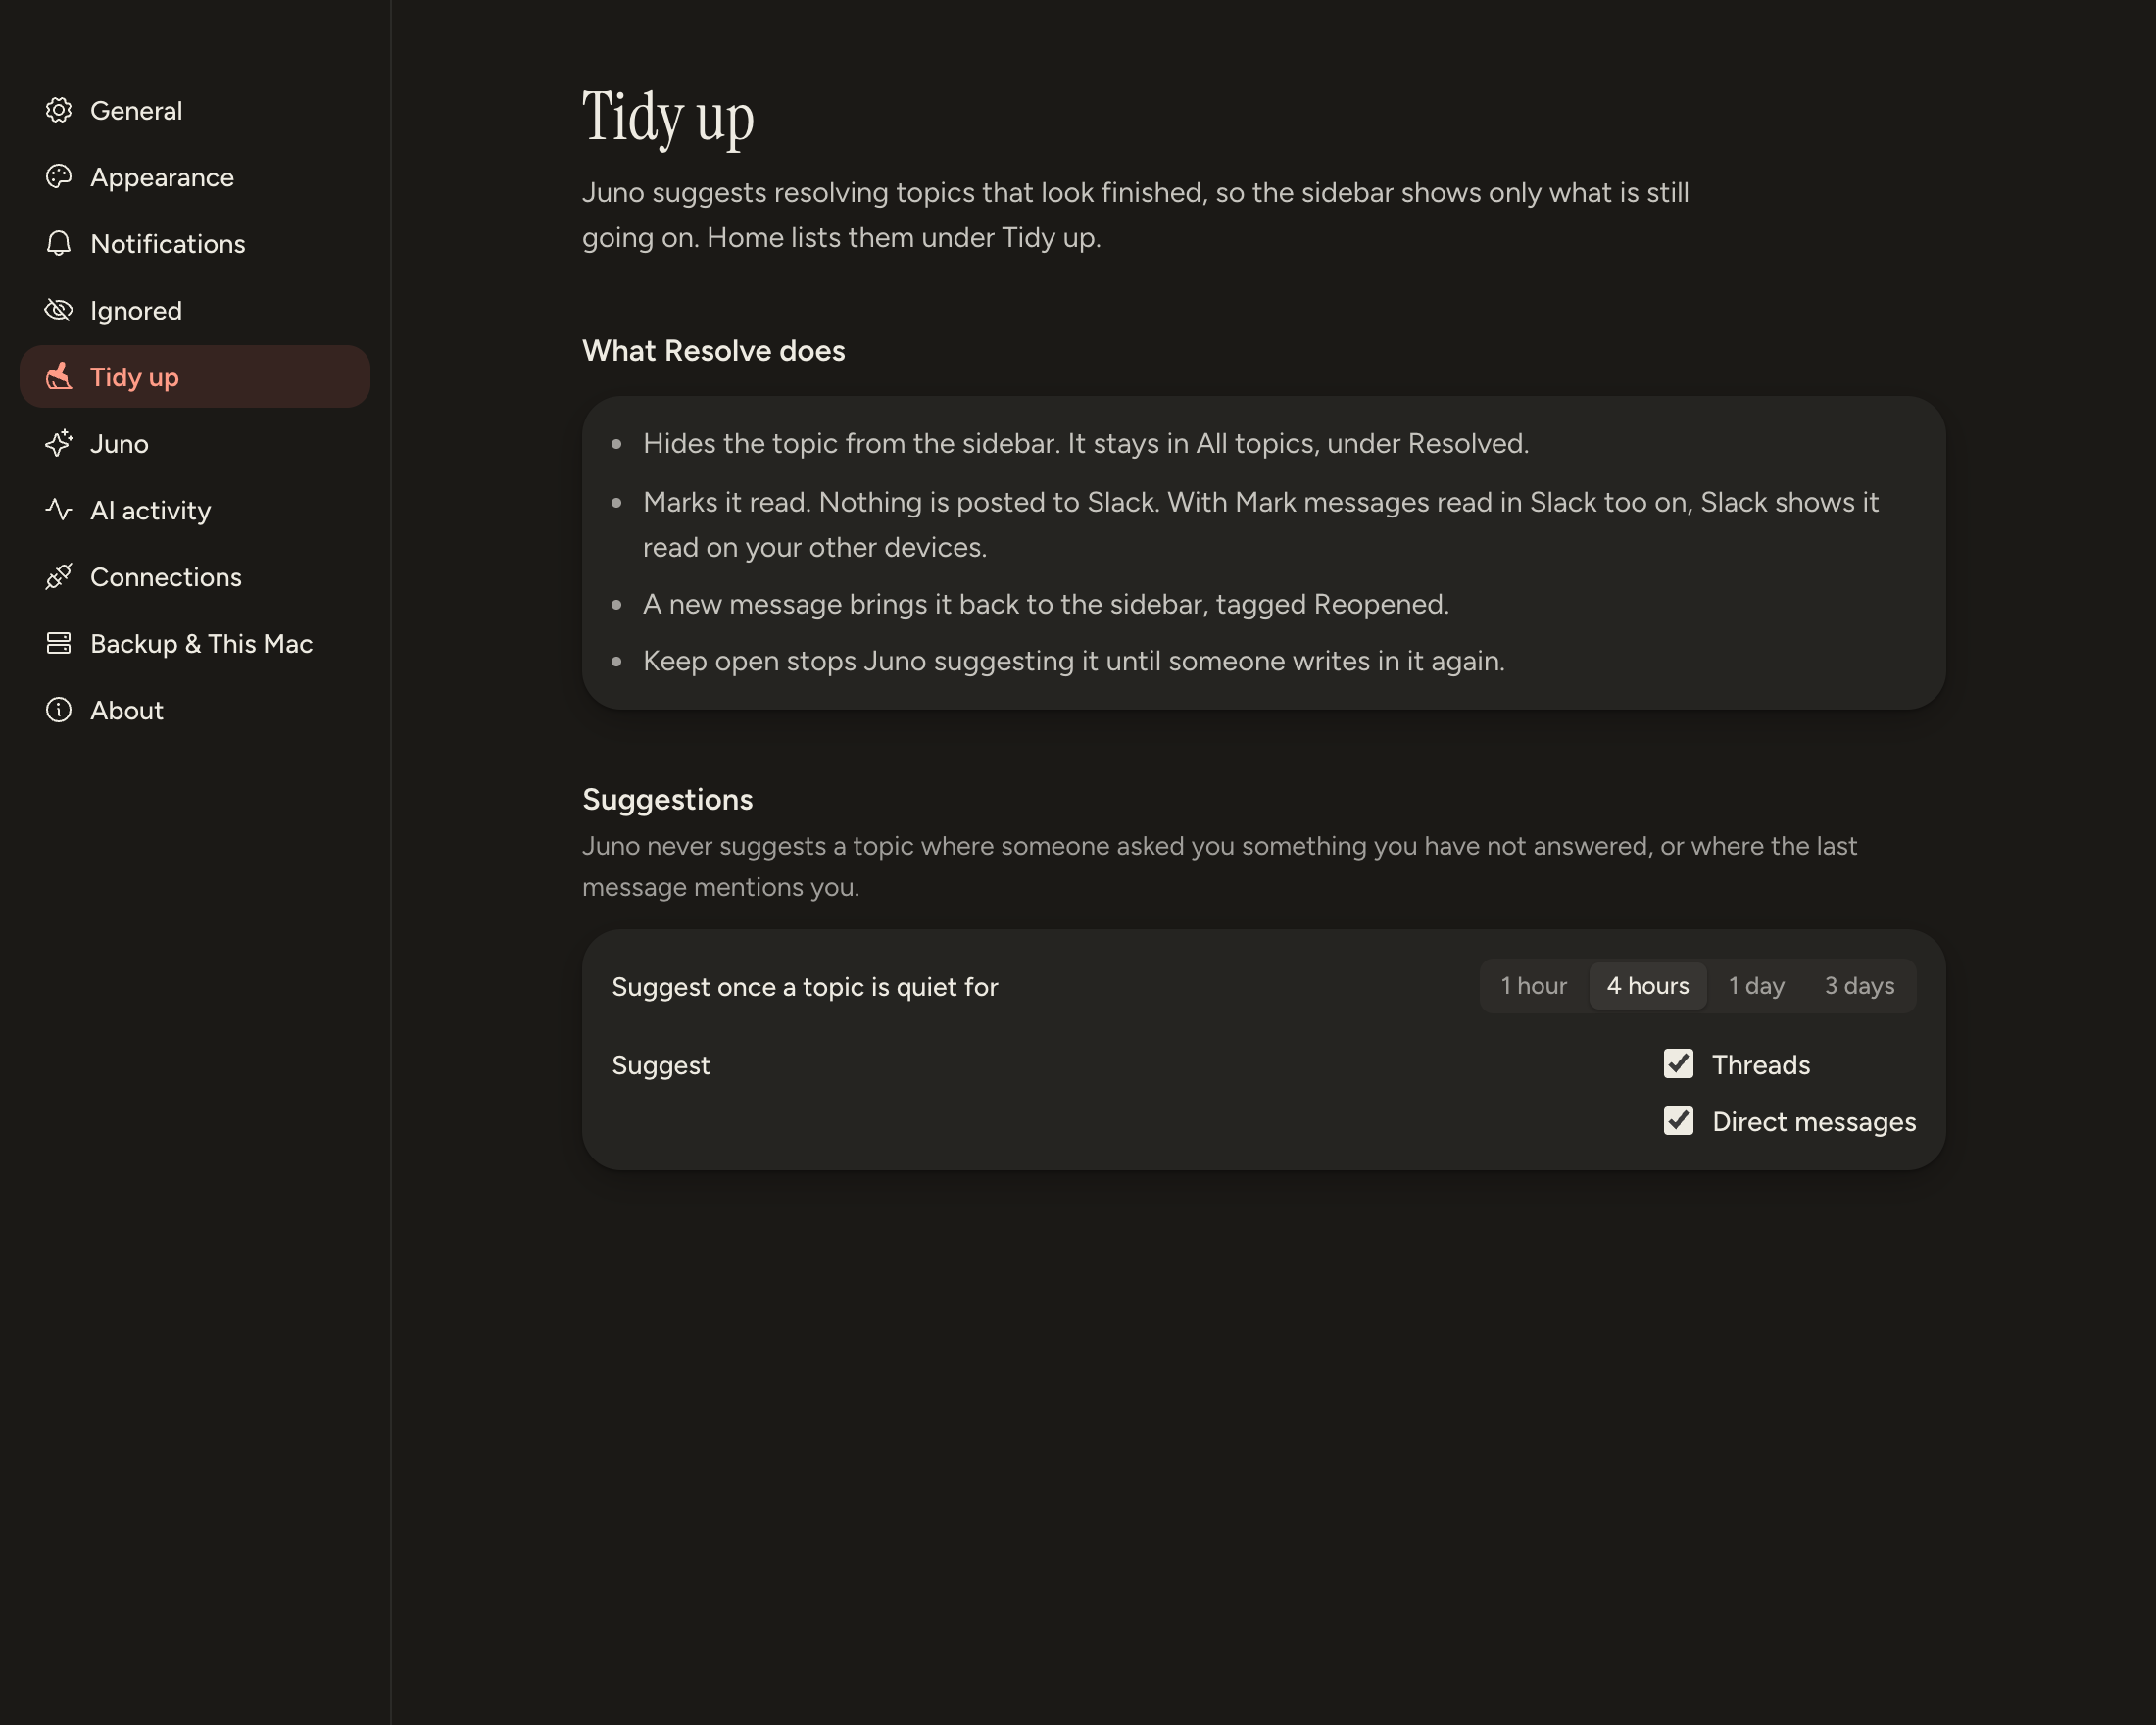 General
Appearance
Notifications
Ignored
Tidy up
Juno
AI activity
Connections
Backup & This Mac
About
Tidy up
Juno suggests resolving topics that look finished, so the sidebar shows only what is still
going on. Home lists them under Tidy up.
What Resolve does
Hides the topic from the sidebar. It stays in All topics, under Resolved.
Marks it read. Nothing is posted to Slack. With Mark messages read in Slack too on, Slack shows it
read on your other devices.
A new message brings it back to the sidebar, tagged Reopened.
Keep open stops Juno suggesting it until someone writes in it again.
Suggestions
Juno never suggests a topic where someone asked you something you have not answered, or where the last
message mentions you.
Suggest once a topic is quiet for 1 hour 4 hours 1 day 3 days
Suggest Threads
Direct messages